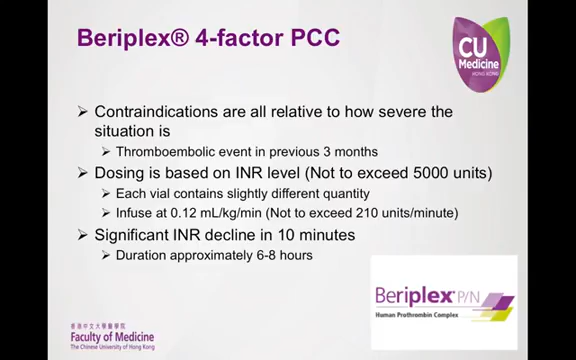 Beriplex® 4-factor PCC
CU
Medicine
HONG KONG
➢ Contraindications are all relative to how severe the
situation is
➢ Thromboembolic event in previous 3 months
➢ Dosing is based on INR level (Not to exceed 5000 units)
➢ Each vial contains slightly different quantity
➢ Infuse at 0.12 mL/kg/min (Not to exceed 210 units/minute)
➢ Significant INR decline in 10 minutes
➢ Duration approximately 6-8 hours
Beriplex® P/N
Human Prothrombin Complex
香港中文大學醫學院
Faculty of Medicine
The Chinese University of Hong Kong